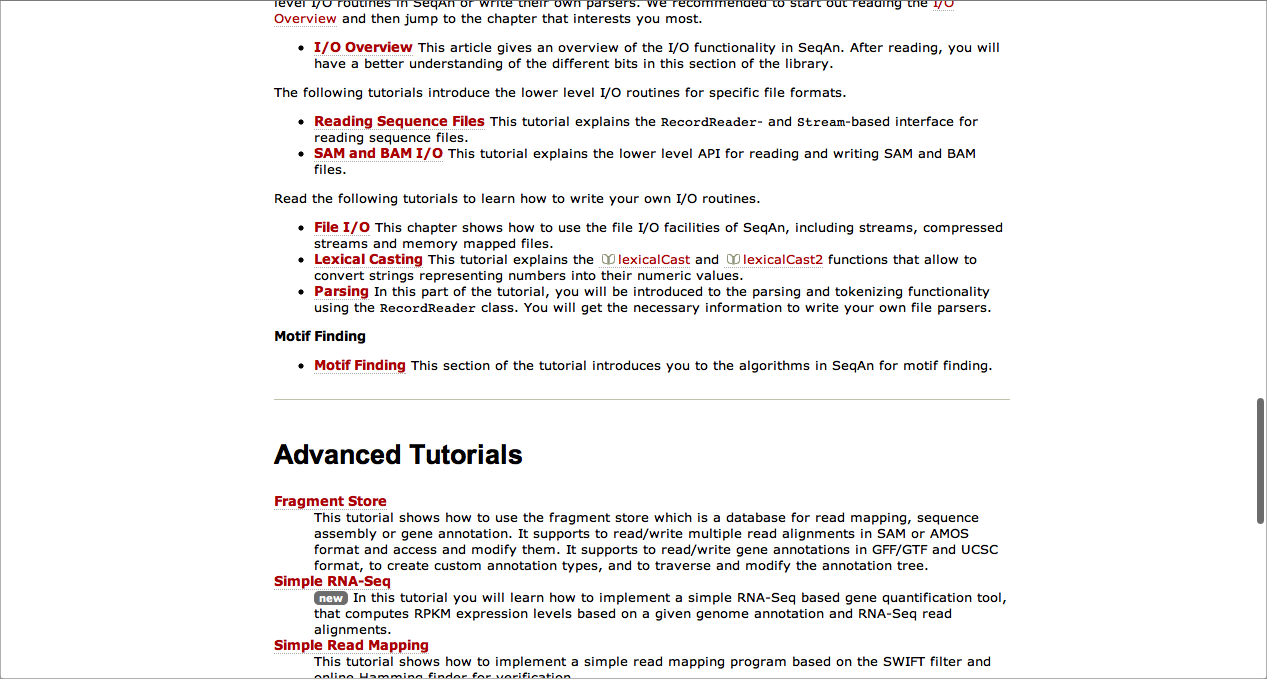 level I/O routines in SeqAn or write their own parsers. We recommended to start out reading the I/O
Overview and then jump to the chapter that interests you most.
I/O Overview This article gives an overview of the I/O functionality in SeqAn. After reading, you will
have a better understanding of the different bits in this section of the library.
The following tutorials introduce the lower level I/O routines for specific file formats.
Reading Sequence Files This tutorial explains the RecordReader- and Stream-based interface for
reading sequence files.
SAM and BAM I/O This tutorial explains the lower level API for reading and writing SAM and BAM
files.
Read the following tutorials to learn how to write your own I/O routines.
File I/O This chapter shows how to use the file I/O facilities of SeqAn, including streams, compressed
streams and memory mapped files.
Lexical Casting This tutorial explains the lexicalCast and lexicalCast2 functions that allow to
convert strings representing numbers into their numeric values.
Parsing In this part of the tutorial, you will be introduced to the parsing and tokenizing functionality
using the RecordReader class. You will get the necessary information to write your own file parsers.
Motif Finding
Motif Finding This section of the tutorial introduces you to the algorithms in SeqAn for motif finding.
Advanced Tutorials
Fragment Store
This tutorial shows how to use the fragment store which is a database for read mapping, sequence
assembly or gene annotation. It supports to read/write multiple read alignments in SAM or AMOS
format and access and modify them. It supports to read/write gene annotations in GFF/GTF and UCSC
format, to create custom annotation types, and to traverse and modify the annotation tree.
Simple RNA-Seq
new In this tutorial you will learn how to implement a simple RNA-Seq based gene quantification tool,
that computes RPKM expression levels based on a given genome annotation and RNA-Seq read
alignments.
Simple Read Mapping
This tutorial shows how to implement a simple read mapping program based on the SWIFT filter and
online Hamming finder for verification.